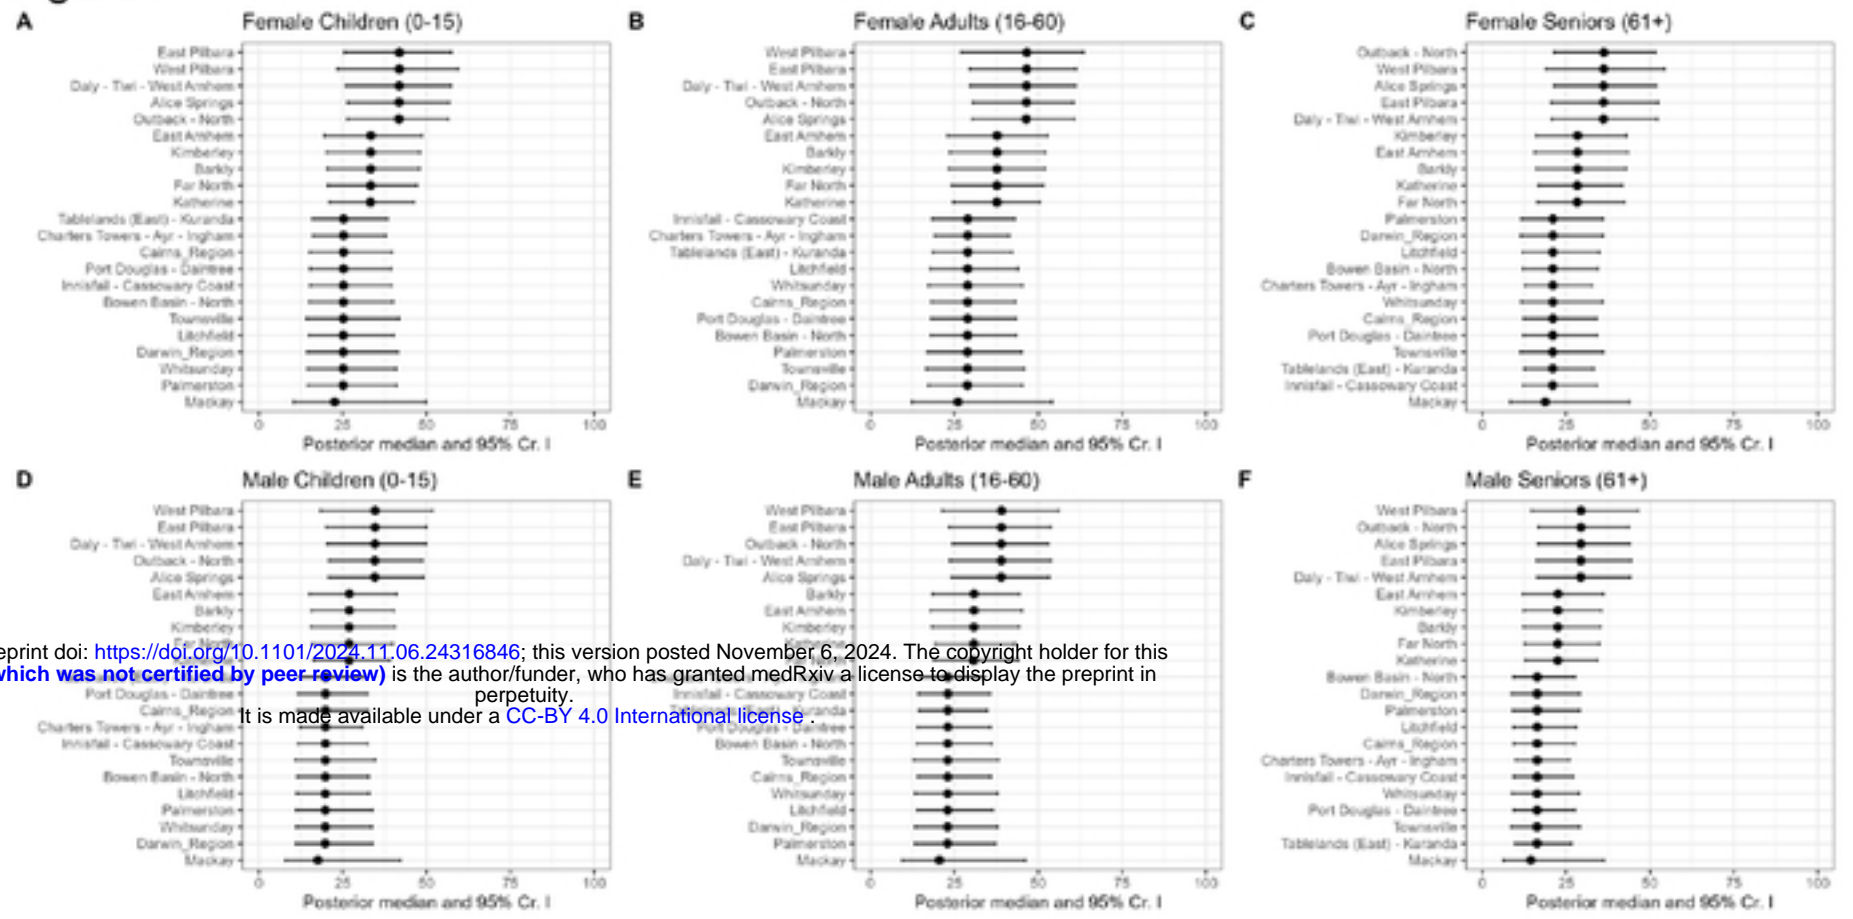 A Female Children (0-15)
East Pilbara
West Pilbara
Daly - Tiwi - West Arnhem
Alice Springs
Outback - North
East Arnhem
Kimberley
Barkly
Far North
Katherine
Tablelands (East) - Kuranda
Charters Towers - Ayr - Ingham
Cairns_Region
Port Douglas - Daintree
Innisfail - Cassowary Coast
Bowen Basin - North
Townsville
Litchfield
Darwin_Region
Whitsunday
Palmerston
Mackay
0 25 50 75 100
Posterior median and 95% Cr. I
B Female Adults (16-60)
West Pilbara
East Pilbara
Daly - Tiwi - West Arnhem
Outback - North
Alice Springs
East Arnhem
Barkly
Kimberley
Far North
Katherine
Innisfail - Cassowary Coast
Charters Towers - Ayr - Ingham
Tablelands (East) - Kuranda
Litchfield
Whitsunday
Cairns_Region
Port Douglas - Daintree
Bowen Basin - North
Palmerston
Townsville
Darwin_Region
Mackay
0 25 50 75 100
Posterior median and 95% Cr. I
C Female Seniors (61+)
Outback - North
West Pilbara
Alice Springs
East Pilbara
Daly - Tiwi - West Arnhem
Kimberley
East Arnhem
Barkly
Katherine
Far North
Palmerston
Darwin_Region
Litchfield
Bowen Basin - North
Charters Towers - Ayr - Ingham
Whitsunday
Cairns_Region
Port Douglas - Daintree
Townsville
Tablelands (East) - Kuranda
Innisfail - Cassowary Coast
Mackay
0 25 50 75 100
Posterior median and 95% Cr. I
D Male Children (0-15)
West Pilbara
East Pilbara
Daly - Tiwi - West Arnhem
Outback - North
Alice Springs
East Arnhem
Barkly
Kimberley
Far North
Port Douglas - Daintree
Cairns_Region
Charters Towers - Ayr - Ingham
Innisfail - Cassowary Coast
Townsville
Bowen Basin - North
Litchfield
Palmerston
Whitsunday
Darwin_Region
Mackay
0 25 50 75 100
Posterior median and 95% Cr. I
E Male Adults (16-60)
West Pilbara
East Pilbara
Outback - North
Daly - Tiwi - West Arnhem
Alice Springs
Barkly
East Arnhem
Kimberley
Katherine
Far North
Innisfail - Cassowary Coast
Tablelands (East) - Kuranda
Port Douglas - Daintree
Bowen Basin - North
Townsville
Cairns_Region
Whitsunday
Litchfield
Darwin_Region
Palmerston
Mackay
0 25 50 75 100
Posterior median and 95% Cr. I
F Male Seniors (61+)
West Pilbara
Outback - North
Alice Springs
East Pilbara
Daly - Tiwi - West Arnhem
East Arnhem
Kimberley
Barkly
Far North
Katherine
Bowen Basin - North
Darwin_Region
Palmerston
Litchfield
Cairns_Region
Charters Towers - Ayr - Ingham
Innisfail - Cassowary Coast
Whitsunday
Port Douglas - Daintree
Townsville
Tablelands (East) - Kuranda
Mackay
0 25 50 75 100
Posterior median and 95% Cr. I
eprint doi: https://doi.org/10.1101/2024.11.06.24316846; this version posted November 6, 2024. The copyright holder for this
which was not certified by peer review) is the author/funder, who has granted medRxiv a license to display the preprint in
perpetuity.
It is made available under a CC-BY 4.0 International license .